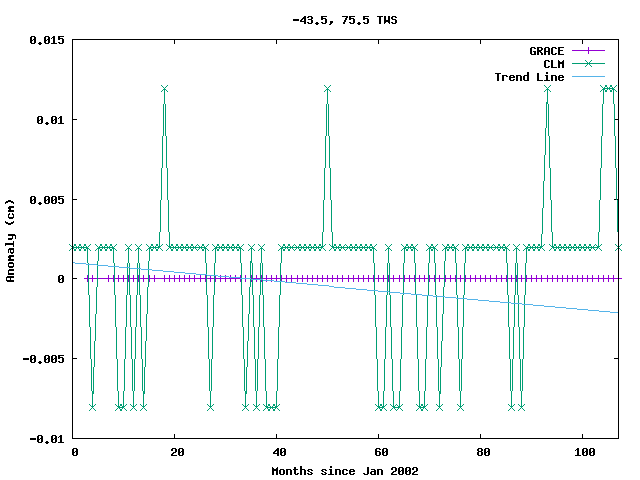 -43.5, 75.5 TWS
0.015
GRACE
CLM
Trend Line
0.01
0.005
Anomaly (cm)
0
-0.005
-0.01
0 20 40 60 80 100
Months since Jan 2002